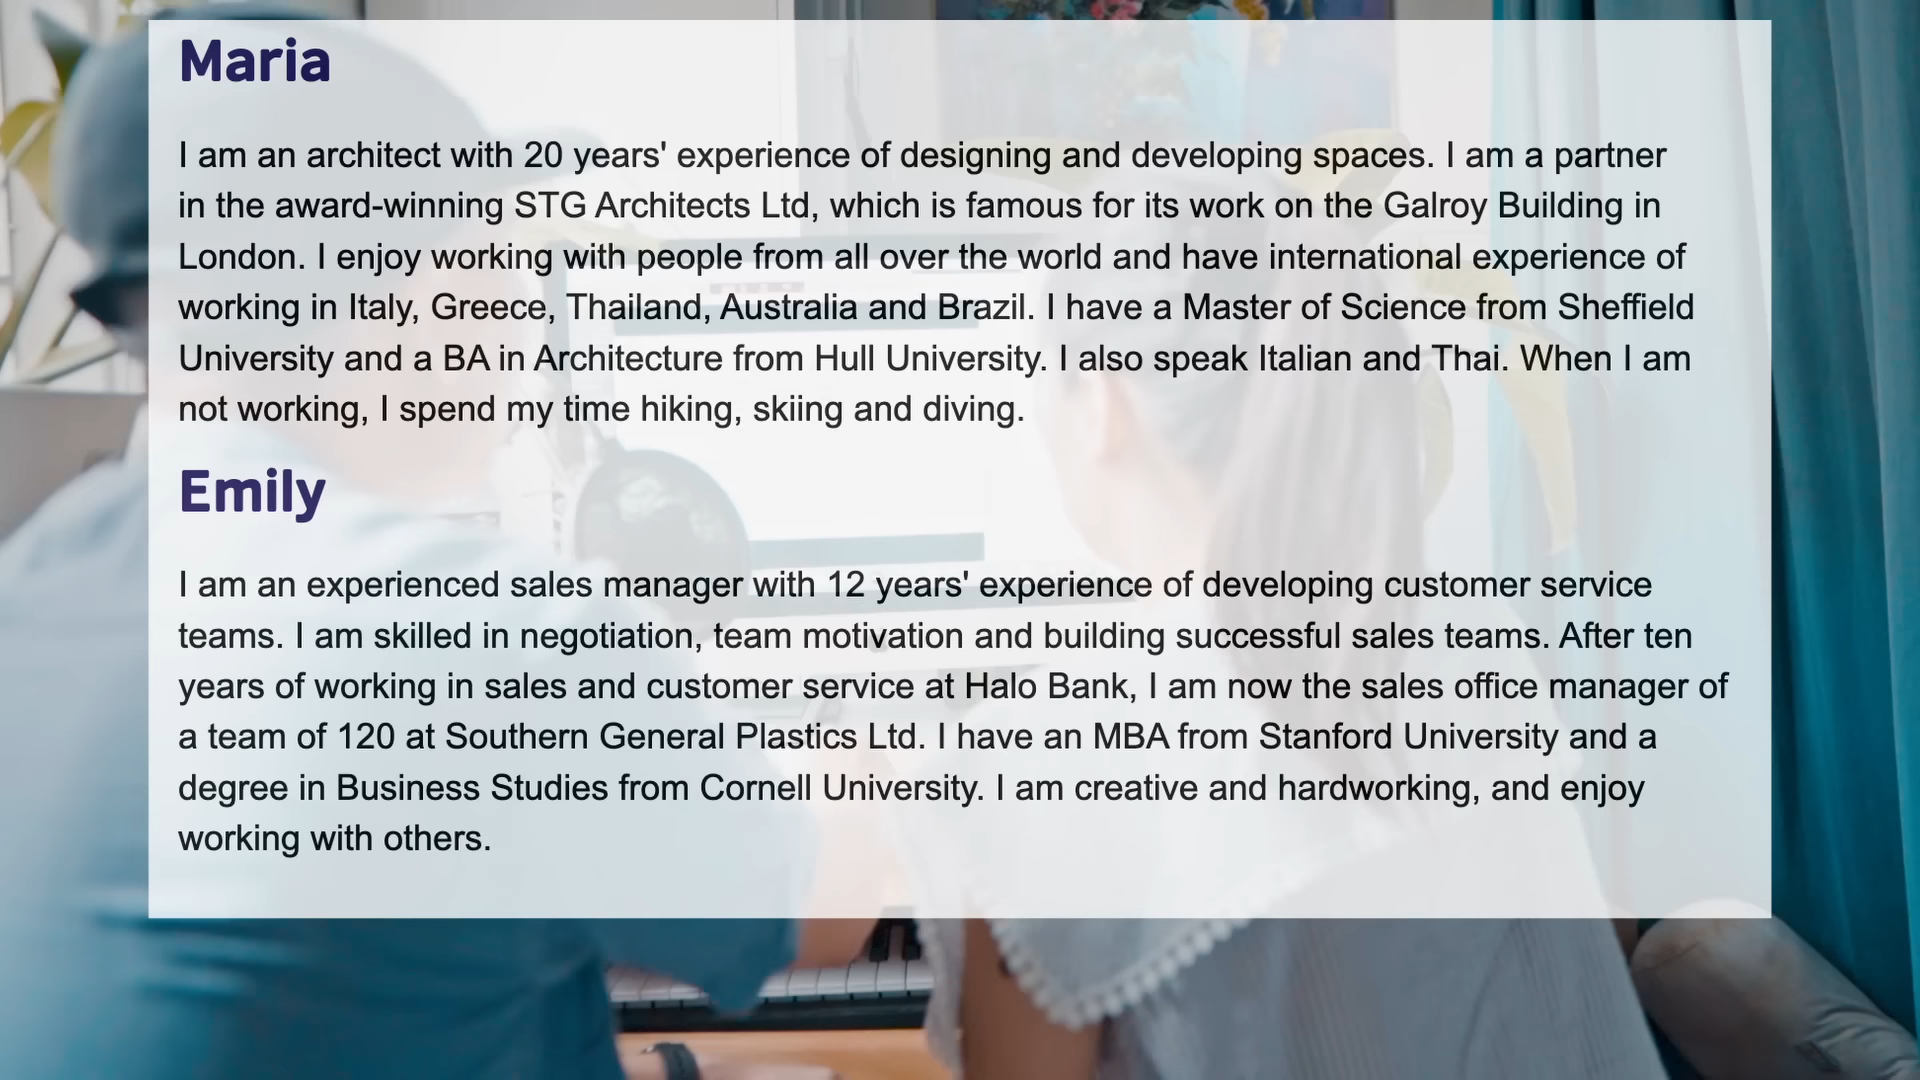 Maria
I am an architect with 20 years' experience of designing and developing spaces. I am a partner
in the award-winning STG Architects Ltd, which is famous for its work on the Galroy Building in
London. I enjoy working with people from all over the world and have international experience of
working in Italy, Greece, Thailand, Australia and Brazil. I have a Master of Science from Sheffield
University and a BA in Architecture from Hull University. I also speak Italian and Thai. When I am
not working, I spend my time hiking, skiing and diving.
Emily
I am an experienced sales manager with 12 years' experience of developing customer service
teams. I am skilled in negotiation, team motivation and building successful sales teams. After ten
years of working in sales and customer service at Halo Bank, I am now the sales office manager of
a team of 120 at Southern General Plastics Ltd. I have an MBA from Stanford University and a
degree in Business Studies from Cornell University. I am creative and hardworking, and enjoy
working with others.